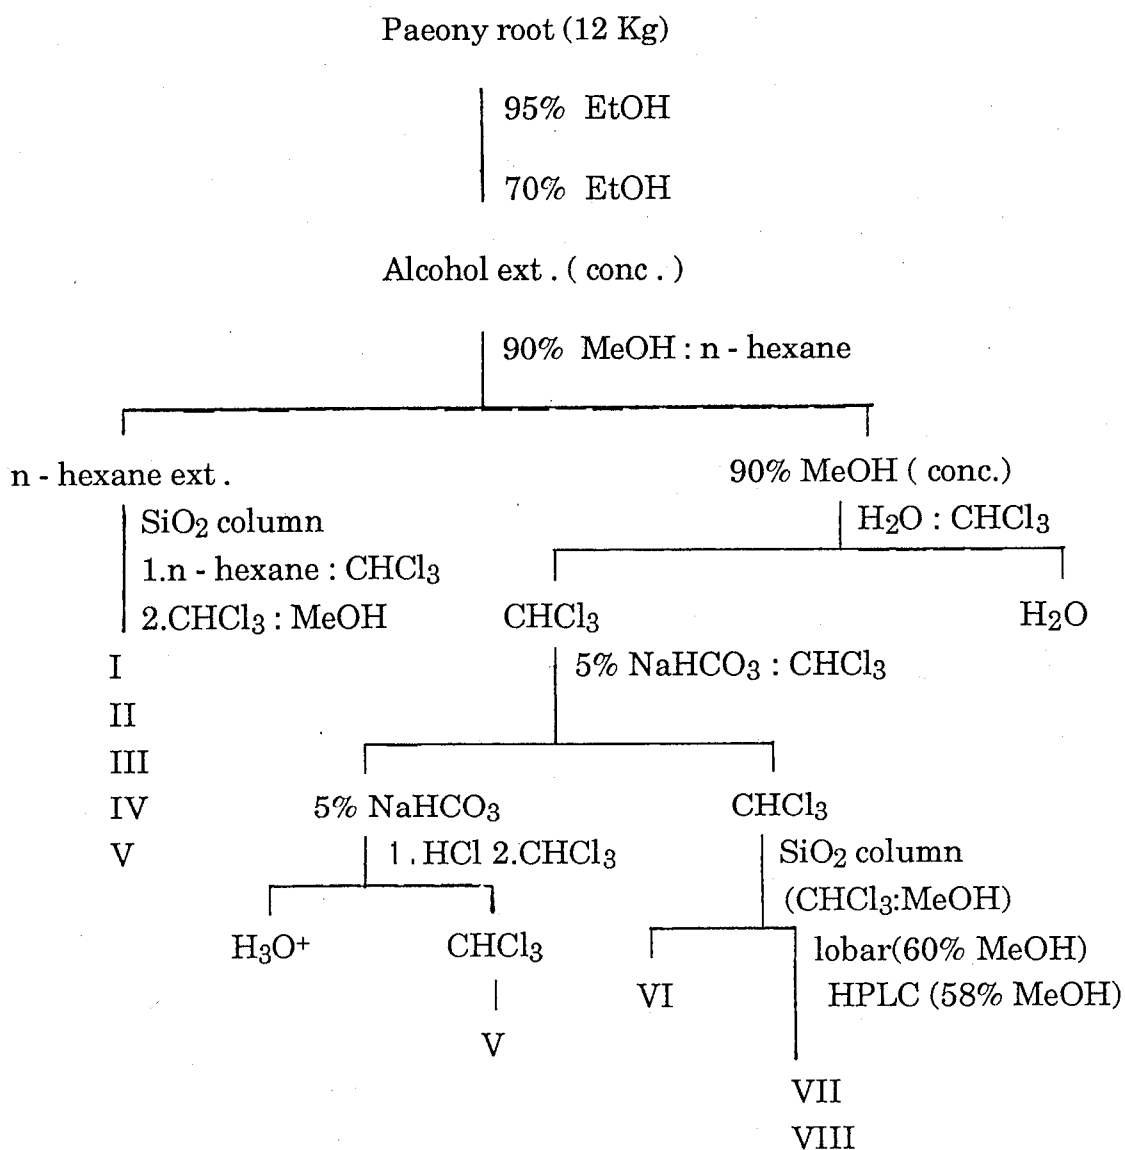 Paeony root (12 Kg)
95% EtOH
70% EtOH
Alcohol ext . ( conc . )
90% MeOH : n - hexane
n - hexane ext .
90% MeOH ( conc.)
SiO2 column
1.n - hexane : CHCl3
2.CHCl3 : MeOH
H2O : CHCl3
CHCl3
H2O
I
II
III
IV
V
5% NaHCO3 : CHCl3
5% NaHCO3
CHCl3
1.HCl 2.CHCl3
SiO2 column
(CHCl3:MeOH)
H3O+
CHCl3
V
VI
lobar(60% MeOH)
HPLC (58% MeOH)
VII
VIII